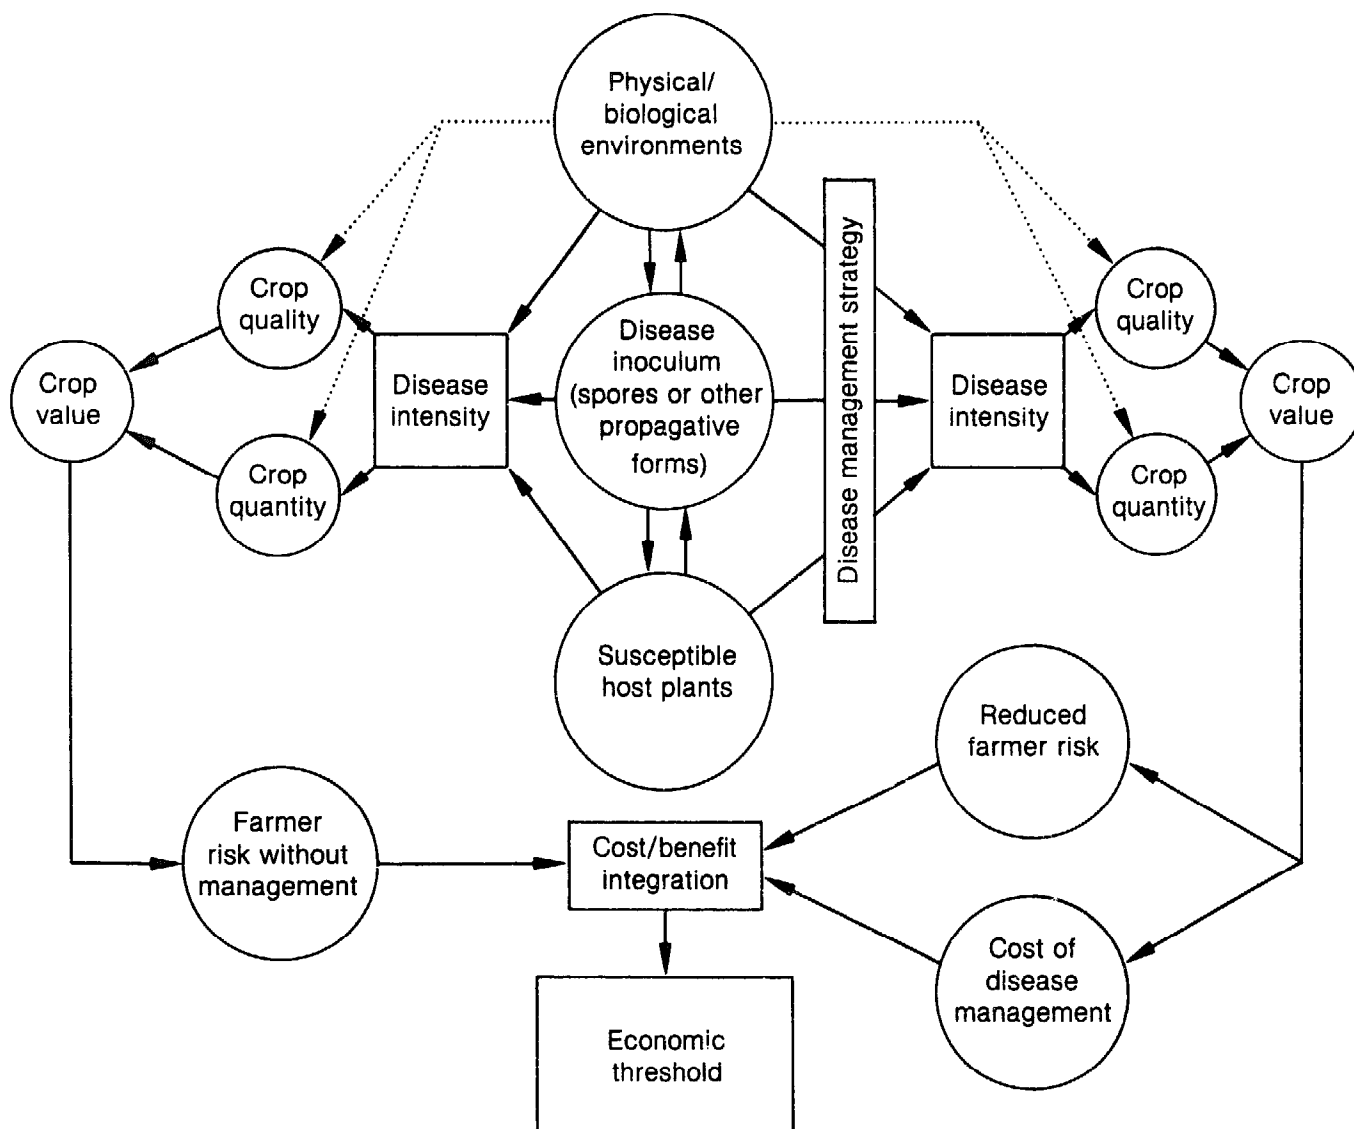 Physical/
biological
environments
Disease management strategy
Crop
quality
Crop
quality
Disease
inoculum
(spores or other
propagative
forms)
Crop
value
Disease
intensity
Disease
intensity
Crop
value
Crop
quantity
Crop
quantity
Susceptible
host plants
Reduced
farmer risk
Farmer
risk without
management
Cost/benefit
integration
Cost of
disease
management
Economic
threshold